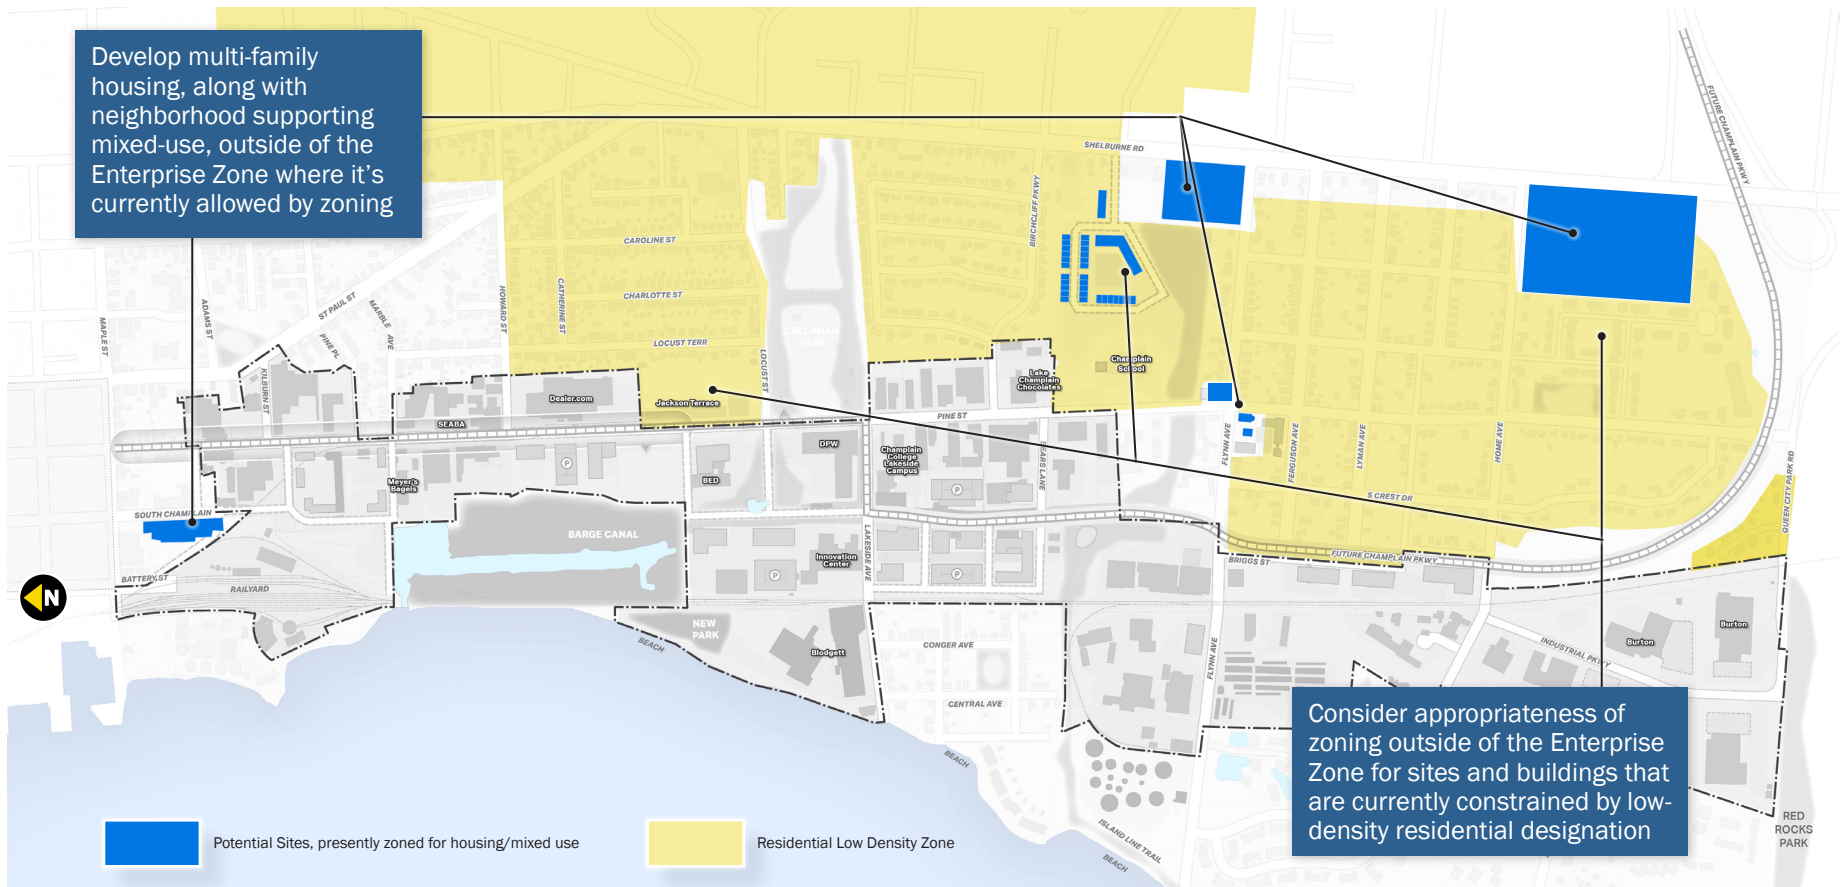 Develop multi-family
housing, along with
neighborhood supporting
mixed-use, outside of the
Enterprise Zone where it's
currently allowed by zoning
FUTURE CHAMPLAIN PKWY
SHELBURNE RD
BIRCHCLIFF PKWY
CAROLINE ST
CHARLOTTE ST
LOCUST TERR
CATHERINE ST
HOWARD ST
LOCUST ST
CALLAHAN
PARK
MAPLE ST
ADAMS ST
ST PAUL ST
MARBLE AVE
PINE PL
KILBURN ST
Lake
Champlain
Chocolates
Champlain
School
Dealer.com
Jackson Terrace
SEABA
PINE ST
DPW
Champlain
College
Lakeside
Campus
SEARS LANE
FLYNN AVE
FERGUSON AVE
LYMAN AVE
HOME AVE
P
Meyer's
Bagels
BED
P
S CREST DR
QUEEN CITY PARK RD
SOUTH CHAMPLAIN
BARGE CANAL
LAKESIDE AVE
Innovation
Center
P
P
FUTURE CHAMPLAIN PKWY
BRIGGS ST
BATTERY ST
RAILYARD
N
NEW
PARK
BEACH
Blodgett
CONGER AVE
CENTRAL AVE
FLYNN AVE
INDUSTRIAL PKWY
Burton
Burton
BEACH
ISLAND LINE TRAIL
BEACH
Consider appropriateness of
zoning outside of the Enterprise
Zone for sites and buildings that
are currently constrained by low-
density residential designation
RED
ROCKS
PARK
Potential Sites, presently zoned for housing/mixed use
Residential Low Density Zone